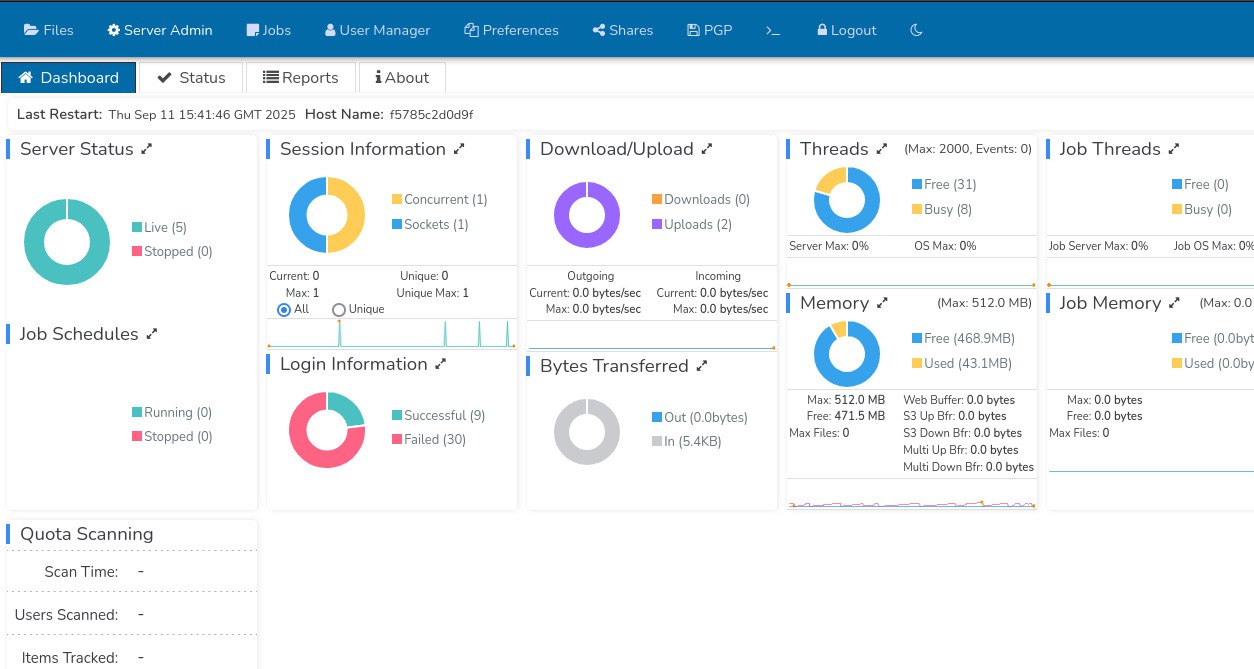 Files Server Admin Jobs User Manager Preferences Shares PGP >_ Logout
Dashboard Status Reports About
Last Restart: Thu Sep 11 15:41:46 GMT 2025 Host Name: f5785c2d0d9f
Server Status
Live (5)
Stopped (0)
Job Schedules
Running (0)
Stopped (0)
Session Information
Concurrent (1)
Sockets (1)
Current: 0 Unique: 0
Max: 1 Unique Max: 1
All Unique
Login Information
Successful (9)
Failed (30)
Download/Upload
Downloads (0)
Uploads (2)
Outgoing Incoming
Current: 0.0 bytes/sec Current: 0.0 bytes/sec
Max: 0.0 bytes/sec Max: 0.0 bytes/sec
Bytes Transferred
Out (0.0bytes)
In (5.4KB)
Threads (Max: 2000, Events: 0)
Free (31)
Busy (8)
Server Max: 0% OS Max: 0%
Memory (Max: 512.0 MB)
Free (468.9MB)
Used (43.1MB)
Max: 512.0 MB Web Buffer: 0.0 bytes
Free: 471.5 MB S3 Up Bfr: 0.0 bytes
Max Files: 0 S3 Down Bfr: 0.0 bytes
Multi Up Bfr: 0.0 bytes
Multi Down Bfr: 0.0 bytes
Job Threads
Free (0)
Busy (0)
Job Server Max: 0% Job OS Max: 0%
Job Memory (Max: 0.0
Free (0.0byt
Used (0.0by
Max: 0.0 bytes
Free: 0.0 bytes
Max Files: 0
Quota Scanning
Scan Time: -
Users Scanned: -
Items Tracked: -